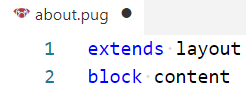 about.pug
1 extends layout
2 block content